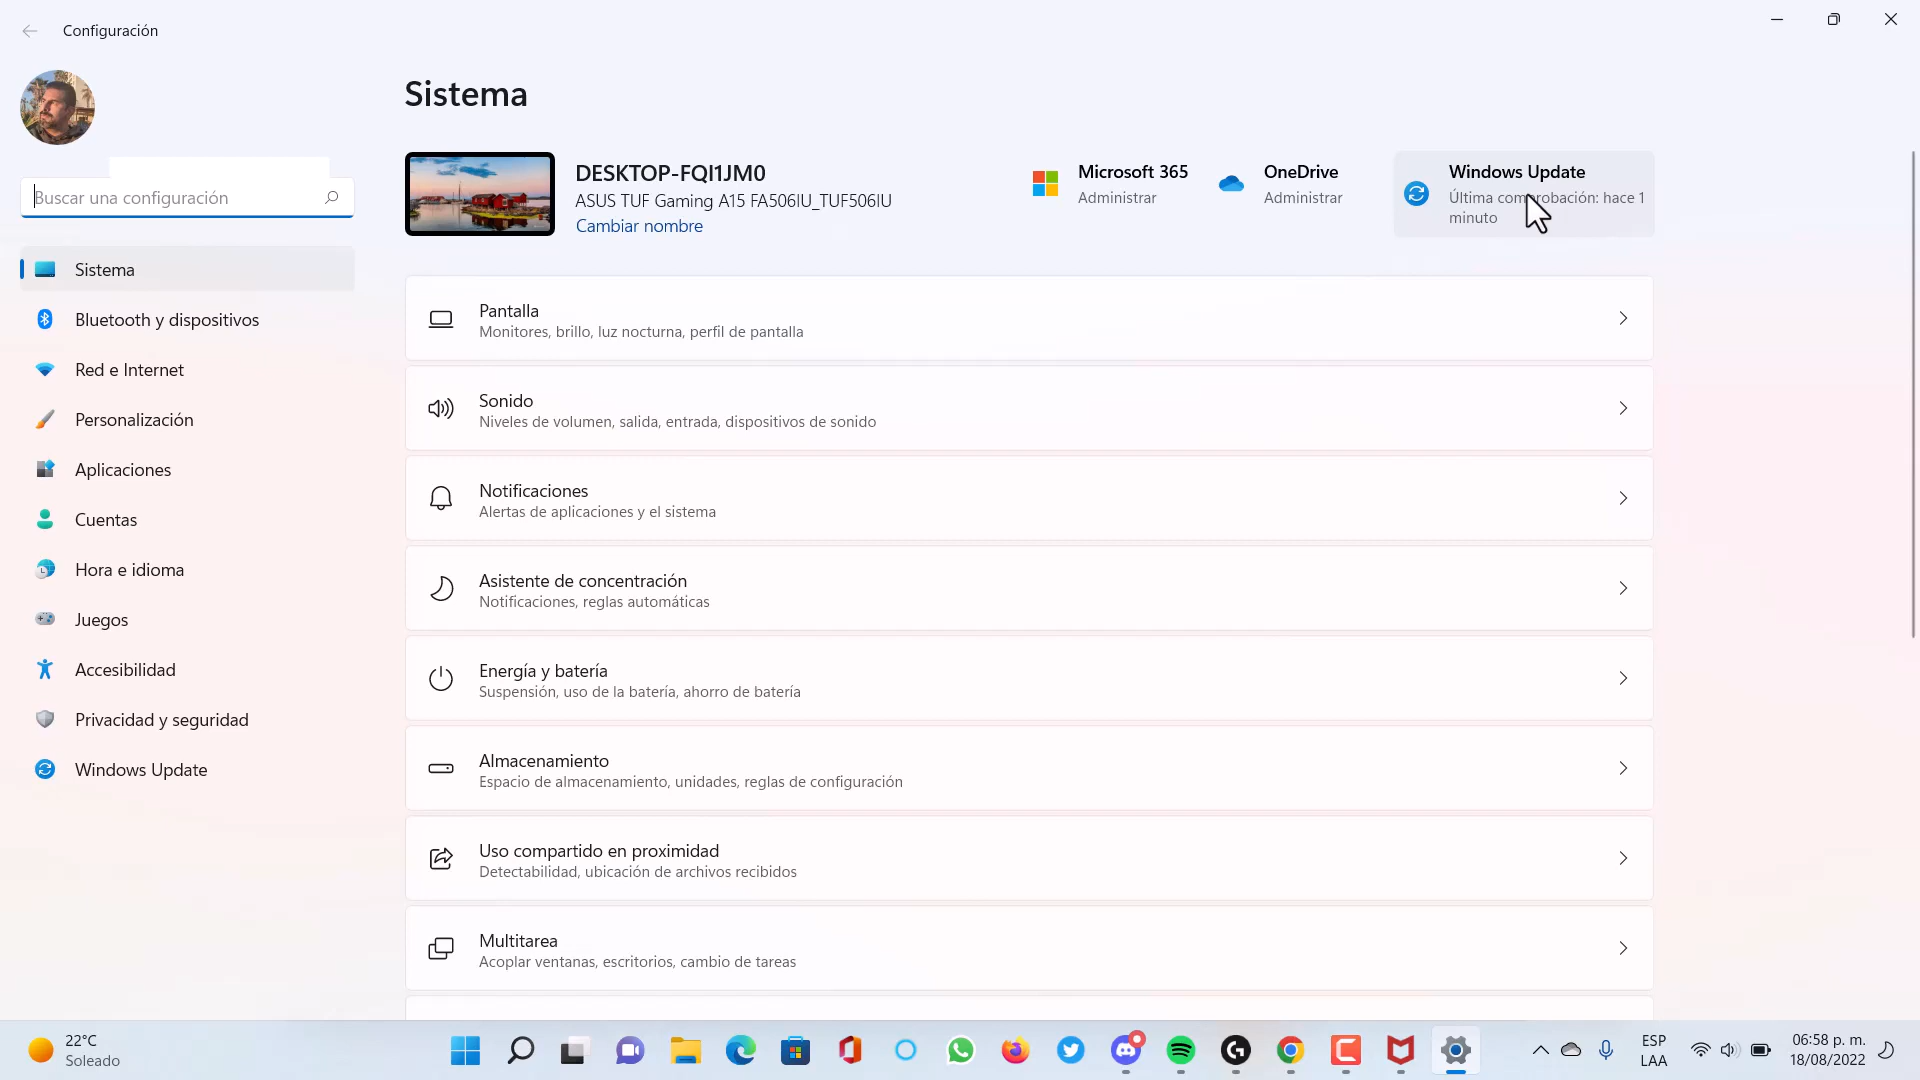 Configuración
Buscar una configuración
Sistema
Bluetooth y dispositivos
Red e Internet
Personalización
Aplicaciones
Cuentas
Hora e idioma
Juegos
Accesibilidad
Privacidad y seguridad
Windows Update
Sistema
DESKTOP-FQI1JM0
ASUS TUF Gaming A15 FA506IU_TUF506IU
Cambiar nombre
Microsoft 365
Administrar
OneDrive
Administrar
Windows Update
Última comprobación: hace 1
minuto
Pantalla
Monitores, brillo, luz nocturna, perfil de pantalla
Sonido
Niveles de volumen, salida, entrada, dispositivos de sonido
Notificaciones
Alertas de aplicaciones y el sistema
Asistente de concentración
Notificaciones, reglas automáticas
Energía y batería
Suspensión, uso de la batería, ahorro de batería
Almacenamiento
Espacio de almacenamiento, unidades, reglas de configuración
Uso compartido en proximidad
Detectabilidad, ubicación de archivos recibidos
Multitarea
Acoplar ventanas, escritorios, cambio de tareas
22°C
Soleado
ESP
LAA
06:58 p. m.
18/08/2022